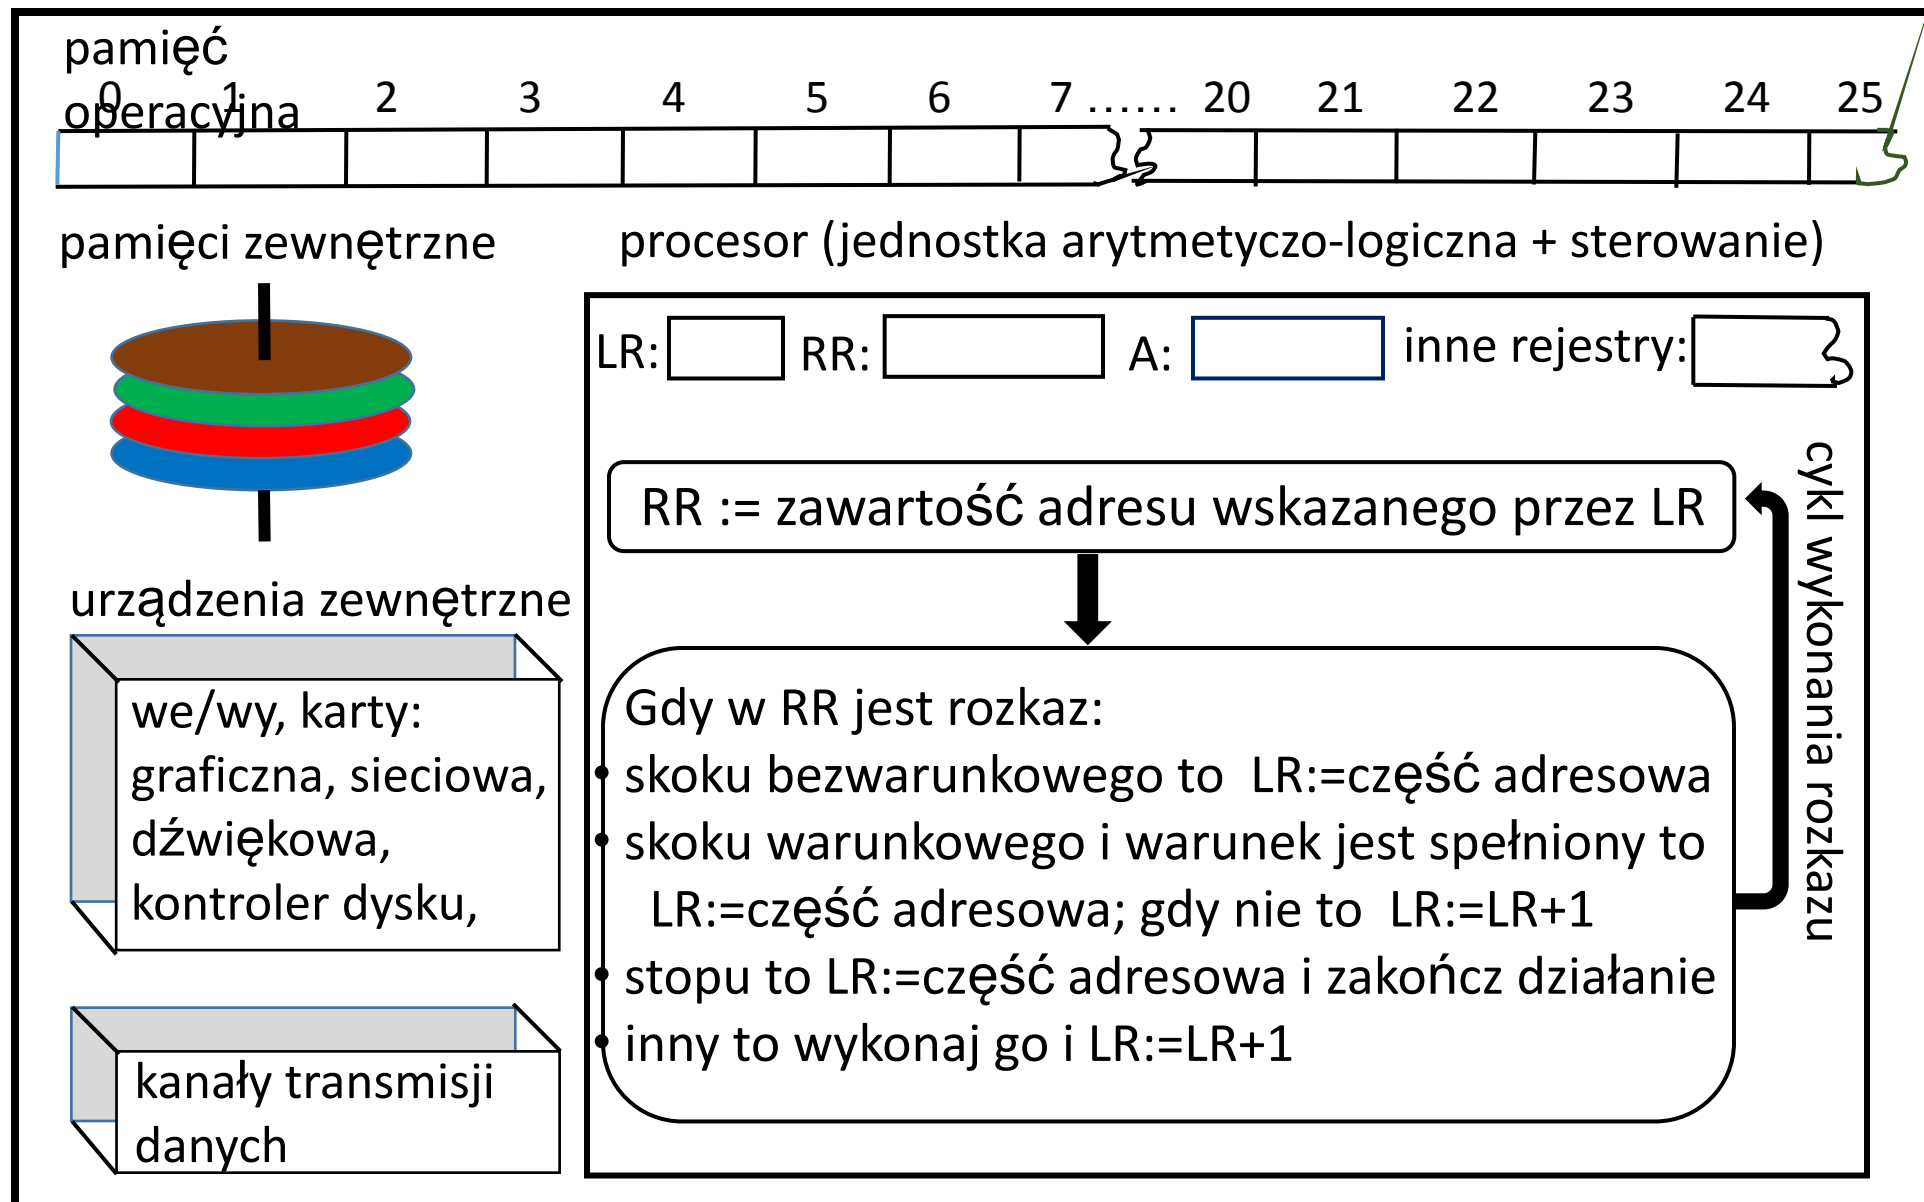 pamięć
operacyjna
0 1 2 3 4 5 6 7 ...... 20 21 22 23 24 25
pamięci zewnętrzne
procesor (jednostka arytmetyczo-logiczna + sterowanie)
LR: RR: A: inne rejestry:
RR := zawartość adresu wskazanego przez LR
cykl wykonania rozkazu
urządzenia zewnętrzne
we/wy, karty:
graficzna, sieciowa,
dźwiękowa,
kontroler dysku,
kanały transmisji
danych
Gdy w RR jest rozkaz:
• skoku bezwarunkowego to LR:=część adresowa
• skoku warunkowego i warunek jest spełniony to
LR:=część adresowa; gdy nie to LR:=LR+1
• stopu to LR:=część adresowa i zakończ działanie
• inny to wykonaj go i LR:=LR+1